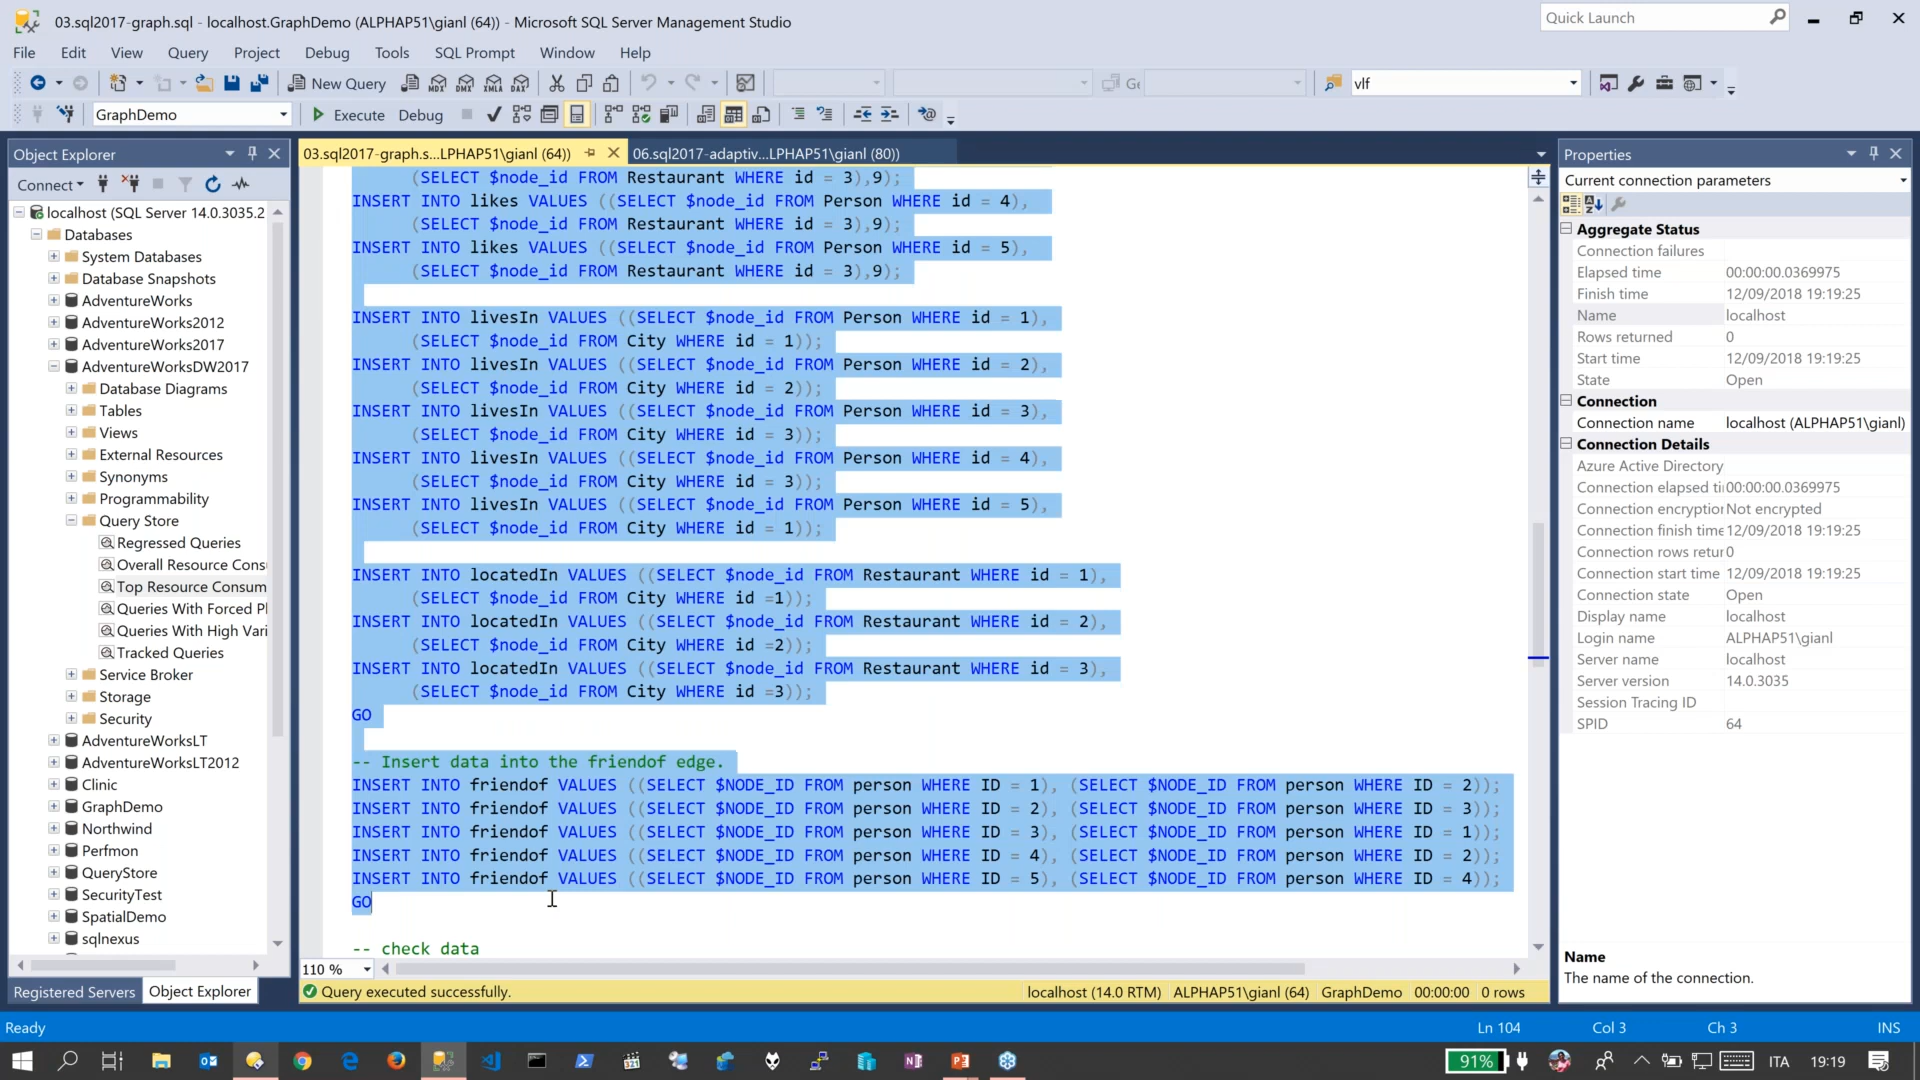 03.sql2017-graph.sql - localhost.GraphDemo (ALPHAP51\gianl (64)) - Microsoft SQL Server Management Studio
Quick Launch
File Edit View Query Project Debug Tools SQL Prompt Window Help
New Query
MDX DMX XMLA DAX
vlf
GraphDemo
Execute Debug
Object Explorer
03.sql2017-graph.s...LPHAP51\gianl (64))
06.sql2017-adaptiv...LPHAP51\gianl (80))
Connect
localhost (SQL Server 14.0.3035.2
Databases
System Databases
Database Snapshots
AdventureWorks
AdventureWorks2012
AdventureWorks2017
AdventureWorksDW2017
Database Diagrams
Tables
Views
External Resources
Synonyms
Programmability
Query Store
Regressed Queries
Overall Resource Cons
Top Resource Consum
Queries With Forced Pl
Queries With High Vari
Tracked Queries
Service Broker
Storage
Security
AdventureWorksLT
AdventureWorksLT2012
Clinic
GraphDemo
Northwind
Perfmon
QueryStore
SecurityTest
SpatialDemo
sqlnexus
Registered Servers
Object Explorer
(SELECT $node_id FROM Restaurant WHERE id = 3),9);
INSERT INTO likes VALUES ((SELECT $node_id FROM Person WHERE id = 4),
(SELECT $node_id FROM Restaurant WHERE id = 3),9);
INSERT INTO likes VALUES ((SELECT $node_id FROM Person WHERE id = 5),
(SELECT $node_id FROM Restaurant WHERE id = 3),9);
INSERT INTO livesIn VALUES ((SELECT $node_id FROM Person WHERE id = 1),
(SELECT $node_id FROM City WHERE id = 1));
INSERT INTO livesIn VALUES ((SELECT $node_id FROM Person WHERE id = 2),
(SELECT $node_id FROM City WHERE id = 2));
INSERT INTO livesIn VALUES ((SELECT $node_id FROM Person WHERE id = 3),
(SELECT $node_id FROM City WHERE id = 3));
INSERT INTO livesIn VALUES ((SELECT $node_id FROM Person WHERE id = 4),
(SELECT $node_id FROM City WHERE id = 3));
INSERT INTO livesIn VALUES ((SELECT $node_id FROM Person WHERE id = 5),
(SELECT $node_id FROM City WHERE id = 1));
INSERT INTO locatedIn VALUES ((SELECT $node_id FROM Restaurant WHERE id = 1),
(SELECT $node_id FROM City WHERE id =1));
INSERT INTO locatedIn VALUES ((SELECT $node_id FROM Restaurant WHERE id = 2),
(SELECT $node_id FROM City WHERE id =2));
INSERT INTO locatedIn VALUES ((SELECT $node_id FROM Restaurant WHERE id = 3),
(SELECT $node_id FROM City WHERE id =3));
GO
-- Insert data into the friendof edge.
INSERT INTO friendof VALUES ((SELECT $NODE_ID FROM person WHERE ID = 1), (SELECT $NODE_ID FROM person WHERE ID = 2));
INSERT INTO friendof VALUES ((SELECT $NODE_ID FROM person WHERE ID = 2), (SELECT $NODE_ID FROM person WHERE ID = 3));
INSERT INTO friendof VALUES ((SELECT $NODE_ID FROM person WHERE ID = 3), (SELECT $NODE_ID FROM person WHERE ID = 1));
INSERT INTO friendof VALUES ((SELECT $NODE_ID FROM person WHERE ID = 4), (SELECT $NODE_ID FROM person WHERE ID = 2));
INSERT INTO friendof VALUES ((SELECT $NODE_ID FROM person WHERE ID = 5), (SELECT $NODE_ID FROM person WHERE ID = 4));
GO
-- check data
110 %
Query executed successfully.
localhost (14.0 RTM) ALPHAP51\gianl (64) GraphDemo 00:00:00 0 rows
Properties
Current connection parameters
Aggregate Status
Connection failures
Elapsed time 00:00:00.0369975
Finish time 12/09/2018 19:19:25
Name localhost
Rows returned 0
Start time 12/09/2018 19:19:25
State Open
Connection
Connection name localhost (ALPHAP51\gianl)
Connection Details
Azure Active Directory
Connection elapsed ti 00:00:00.0369975
Connection encryption Not encrypted
Connection finish time 12/09/2018 19:19:25
Connection rows retur 0
Connection start time 12/09/2018 19:19:25
Connection state Open
Display name localhost
Login name ALPHAP51\gianl
Server name localhost
Server version 14.0.3035
Session Tracing ID
SPID 64
Name
The name of the connection.
Ready Ln 104 Col 3 Ch 3 INS
91% ITA 19:19